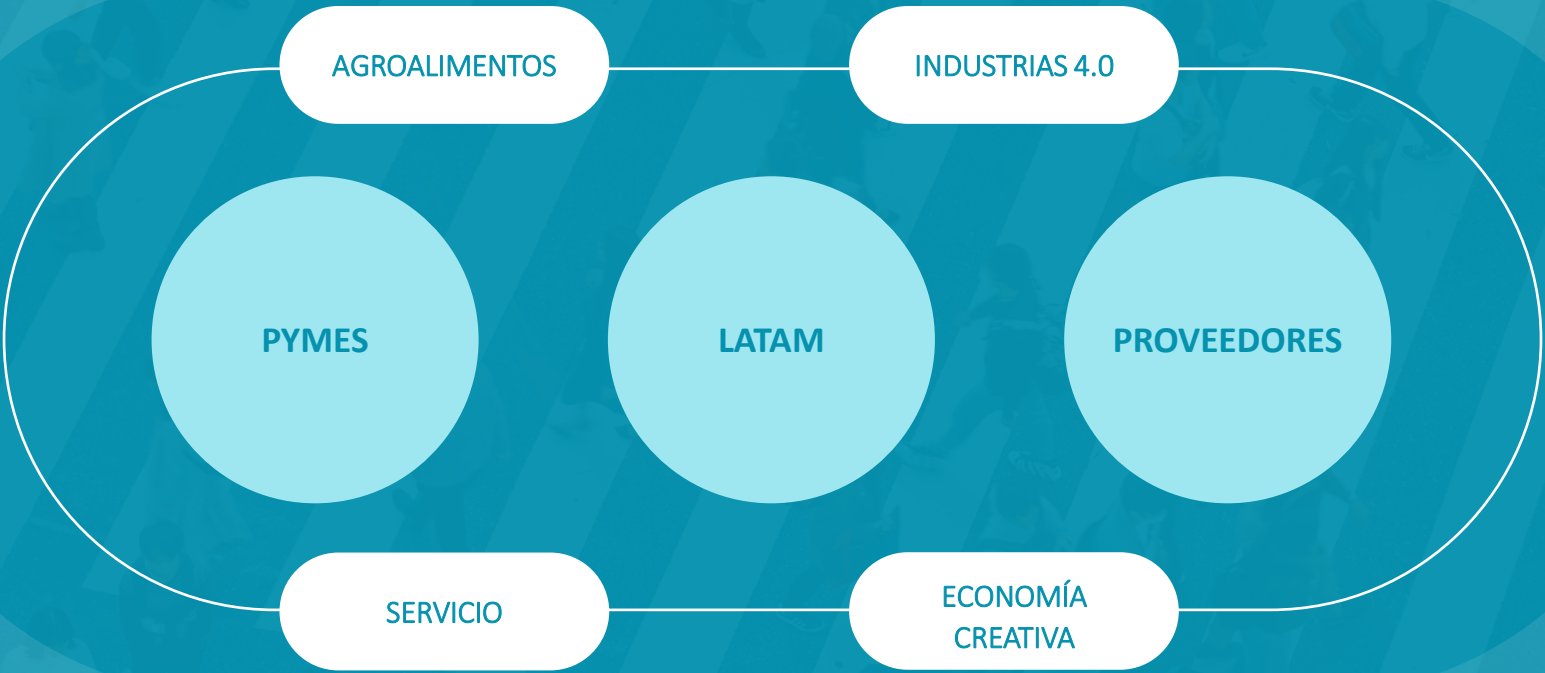 AGROALIMENTOS
INDUSTRIAS 4.0
PYMES
LATAM
PROVEEDORES
SERVICIO
ECONOMÍA
CREATIVA